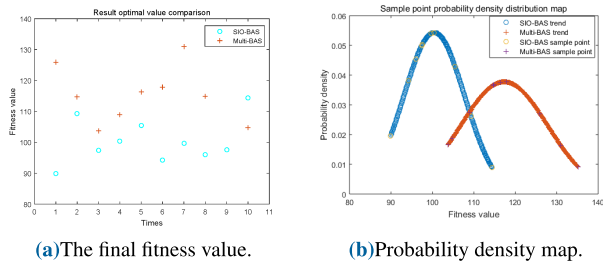 Result optimal value comparison
SIO-BAS
Multi-BAS
Fitness value
140
130
120
110
100
90
80
0 1 2 3 4 5 6 7 8 9 10 11
Times
(a)The final fitness value.
Sample point probability density distribution map
SIO-BAS trend
Multi-BAS trend
SIO-BAS sample point
Multi-BAS sample point
Probability density
0.06
0.05
0.04
0.03
0.02
0.01
0
80 90 100 110 120 130 140
Fitness value
(b)Probability density map.